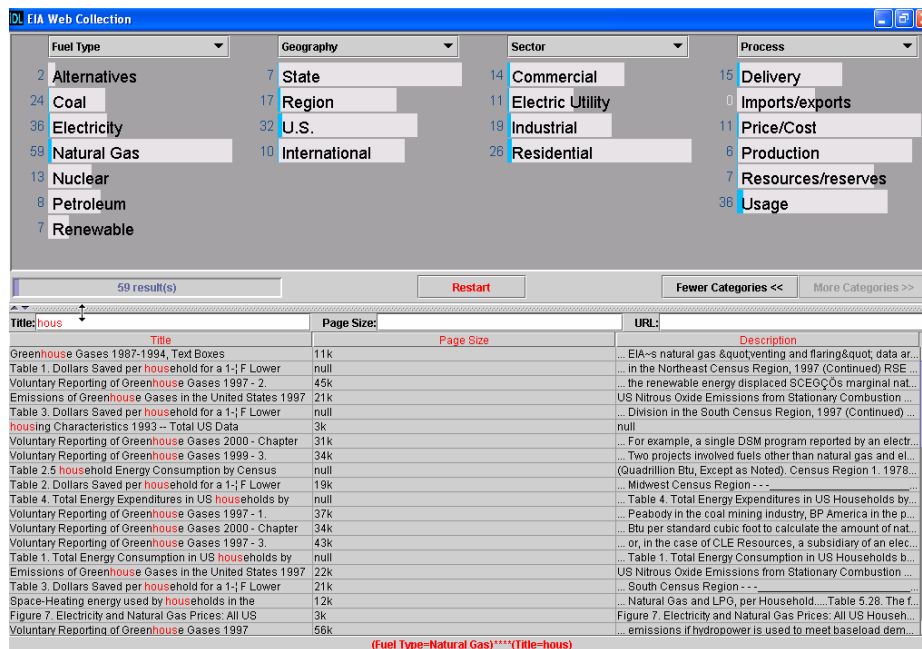 IDL EIA Web Collection
Fuel Type Geography Sector Process
2 Alternatives 7 State 14 Commercial 15 Delivery
24 Coal 17 Region 11 Electric Utility 0 Imports/exports
36 Electricity 32 U.S. 19 Industrial 11 Price/Cost
59 Natural Gas 10 International 26 Residential 6 Production
13 Nuclear 7 Resources/reserves
8 Petroleum 36 Usage
7 Renewable
59 result(s) Restart Fewer Categories << More Categories >>
Title: hous Page Size: URL:
Title Page Size Description
Greenhouse Gases 1987-1994, Text Boxes 11k ... EIA~s natural gas &quot;venting and flaring&quot; data ar...
Table 1. Dollars Saved per household for a 1-¦ F Lower null ... in the Northeast Census Region, 1997 (Continued) RSE ...
Voluntary Reporting of Greenhouse Gases 1997 - 2. 45k ... the renewable energy displaced SCEGÇÖs marginal nat...
Emissions of Greenhouse Gases in the United States 1997 21k US Nitrous Oxide Emissions from Stationary Combustion ...
Table 3. Dollars Saved per household for a 1-¦ F Lower null ... Division in the South Census Region, 1997 (Continued) ...
housing Characteristics 1993 -- Total US Data 3k null
Voluntary Reporting of Greenhouse Gases 2000 - Chapter 31k ... For example, a single DSM program reported by an electr...
Voluntary Reporting of Greenhouse Gases 1999 - 3. 34k ... Two projects involved fuels other than natural gas and el...
Table 2.5 household Energy Consumption by Census null (Quadrillion Btu, Except as Noted). Census Region 1. 1978...
Table 2. Dollars Saved per household for a 1-¦ F Lower 19k ... Midwest Census Region - - -
Table 4. Total Energy Expenditures in US households by null ... Table 4. Total Energy Expenditures in US Households by...
Voluntary Reporting of Greenhouse Gases 1997 - 1. 37k ... Peabody in the coal mining industry, BP America in the p...
Voluntary Reporting of Greenhouse Gases 2000 - Chapter 34k ... Btu per standard cubic foot to calculate the amount of nat...
Voluntary Reporting of Greenhouse Gases 1997 - 3. 43k ... or, in the case of CLE Resources, a subsidiary of an elec...
Table 1. Total Energy Consumption in US households by null ... Table 1. Total Energy Consumption in US Households b...
Emissions of Greenhouse Gases in the United States 1997 22k US Nitrous Oxide Emissions from Stationary Combustion ...
Table 3. Dollars Saved per household for a 1-¦ F Lower 21k ... South Census Region - - -
Space-Heating energy used by households in the 12k ... Natural Gas and LPG, per Household.....Table 5.28. The f...
Figure 7. Electricity and Natural Gas Prices: All US 3k Figure 7. Electricity and Natural Gas Prices: All US Househ...
Voluntary Reporting of Greenhouse Gases 1997 56k ... emissions if hydropower is used to meet baseload dem...
(Fuel Type=Natural Gas)****(Title=hous)